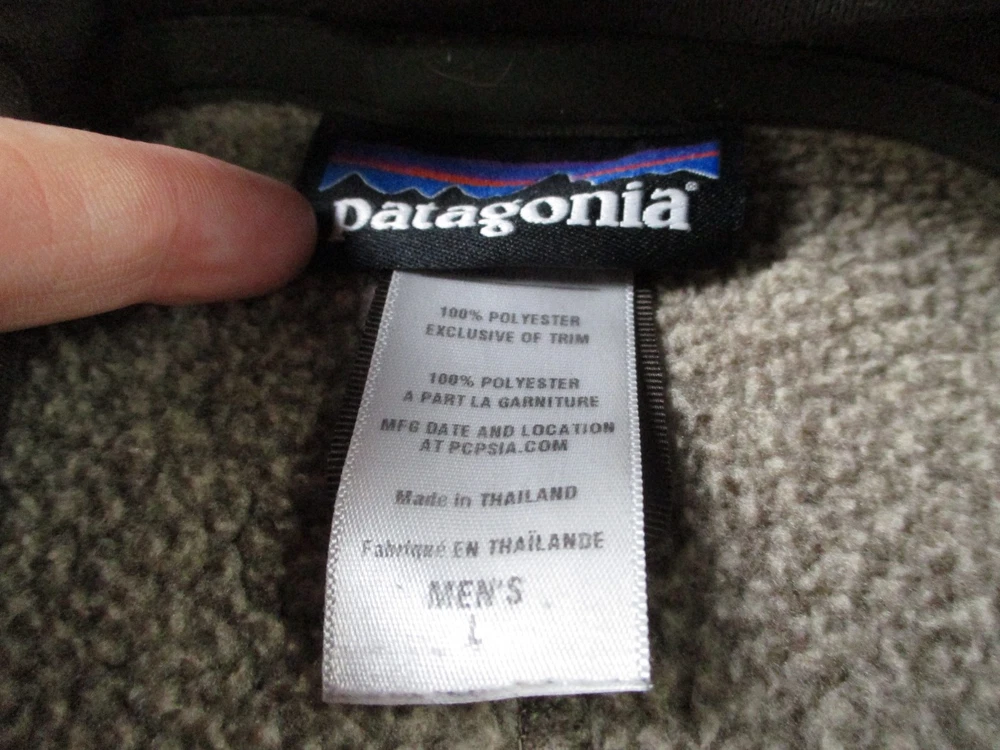 patagonia®
100% POLYESTER
EXCLUSIVE OF TRIM
100% POLYESTER
A PART LA GARNITURE
MFG DATE AND LOCATION
AT PCPSIA.COM
Made in THAILAND
Fabriqué EN THAÏLANDE
MEN'S
L